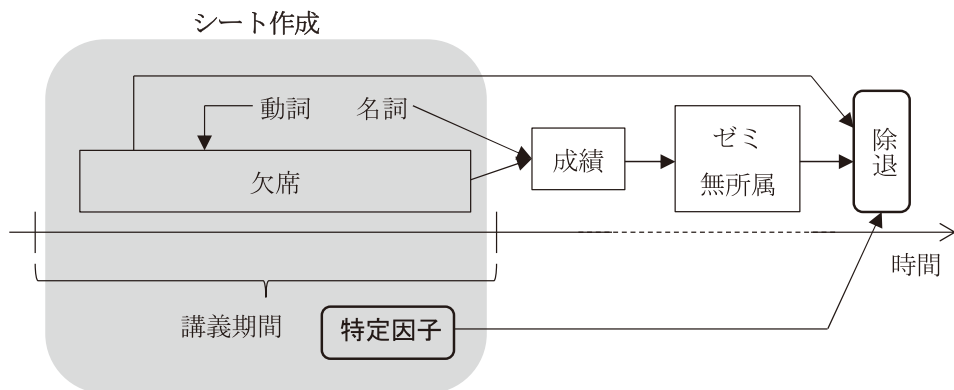 シート作成
動詞
名詞
欠席
成績
ゼミ
無所属
除退
時間
講義期間
特定因子